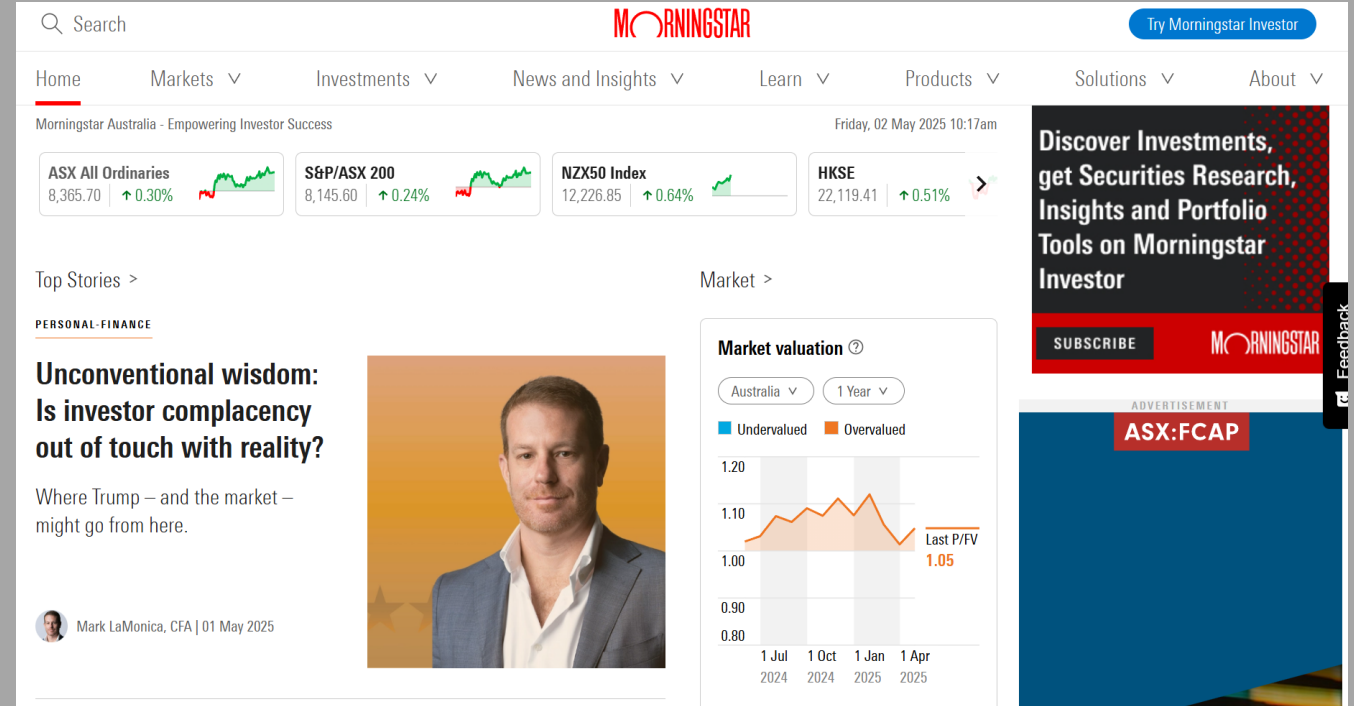 Search
MORNINGSTAR
Try Morningstar Investor
Home
Markets
Investments
News and Insights
Learn
Products
Solutions
About
Morningstar Australia - Empowering Investor Success
Friday, 02 May 2025 10:17am
ASX All Ordinaries
8,365.70
0.30%
S&P/ASX 200
8,145.60
0.24%
NZX50 Index
12,226.85
0.64%
HKSE
22,119.41
0.51%
Top Stories >
PERSONAL-FINANCE
Unconventional wisdom:
Is investor complacency
out of touch with reality?
Where Trump – and the market –
might go from here.
Mark LaMonica, CFA | 01 May 2025
Market >
Market valuation ?
Australia
1 Year
Undervalued
Overvalued
1.20
1.10
1.00
0.90
0.80
Last P/FV
1.05
1 Jul
2024
1 Oct
2024
1 Jan
2025
1 Apr
2025
Discover Investments,
get Securities Research,
Insights and Portfolio
Tools on Morningstar
Investor
SUBSCRIBE
MORNINGSTAR
Feedback
ADVERTISEMENT
ASX:FCAP